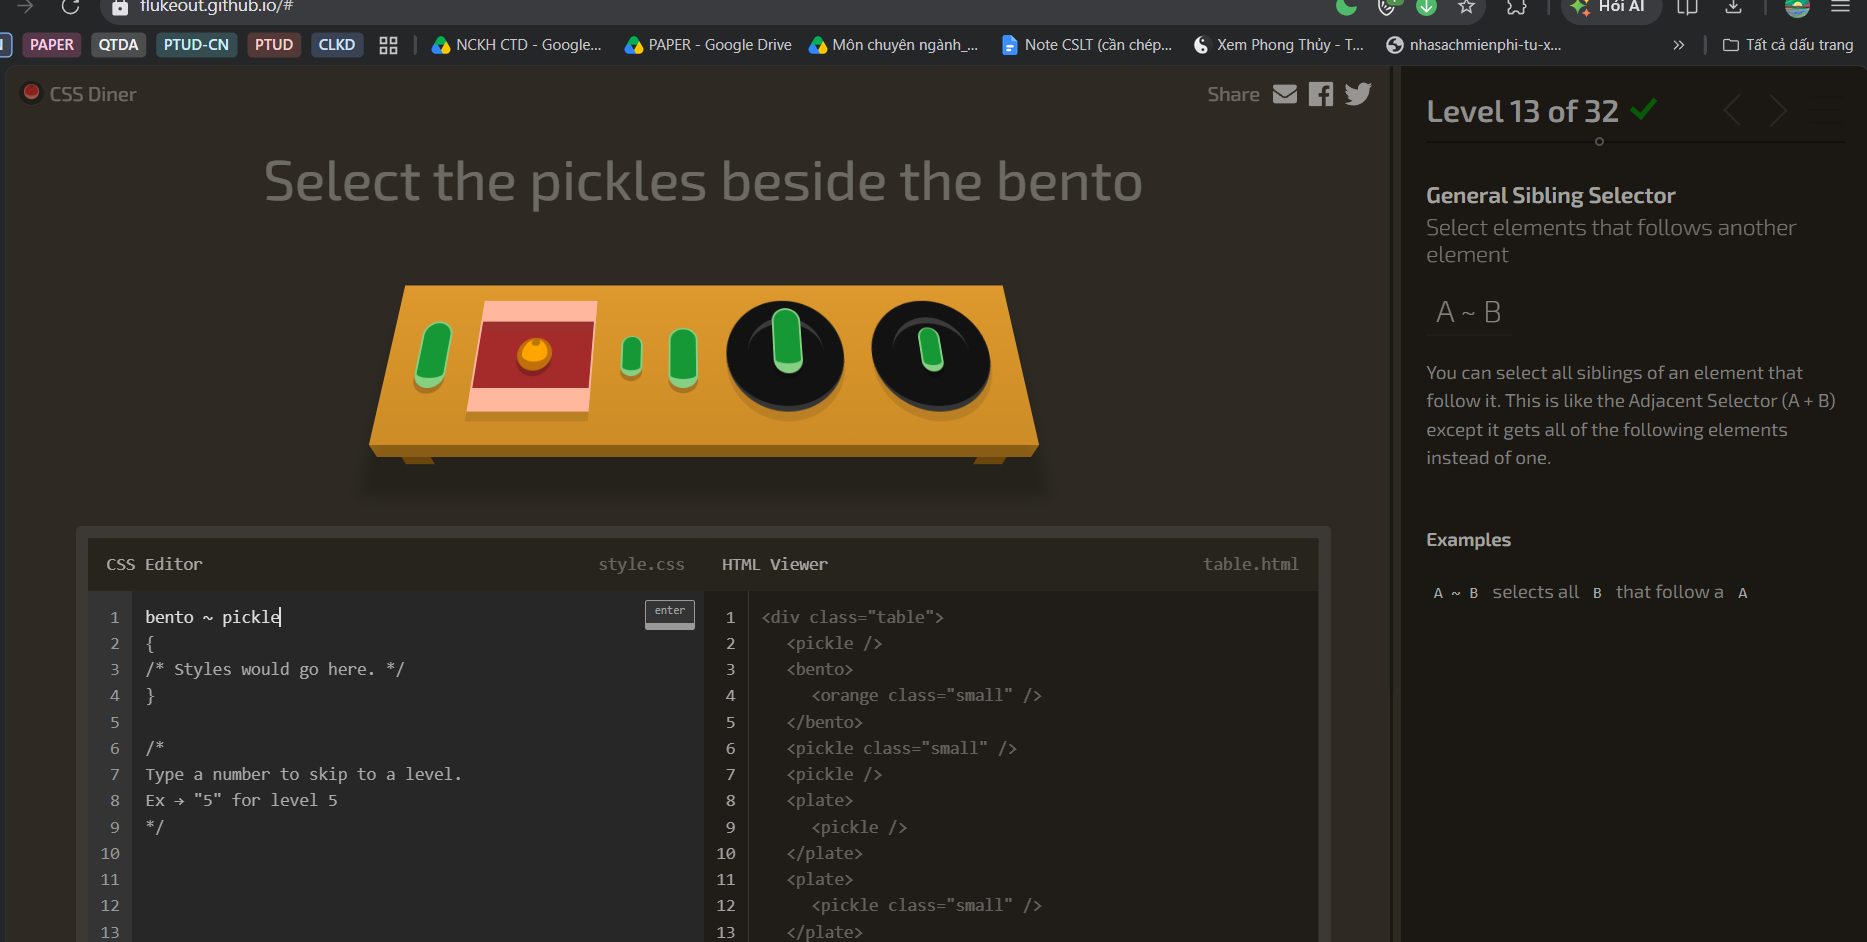 flukeout.github.io/#
Hỏi AI
PAPER QTDA PTUD-CN PTUD CLKD NCKH CTD - Google... PAPER - Google Drive Môn chuyên ngành_... Note CSLT (cần chép... Xem Phong Thủy - T... nhasachmienphi-tu-x... » Tất cả dấu trang
CSS Diner
Share
Select the pickles beside the bento
CSS Editor style.css
enter
1 bento ~ pickle
2 {
3 /* Styles would go here. */
4 }
5
6 /*
7 Type a number to skip to a level.
8 Ex → "5" for level 5
9 */
10
11
12
13
HTML Viewer table.html
1 <div class="table">
2 <pickle />
3 <bento>
4 <orange class="small" />
5 </bento>
6 <pickle class="small" />
7 <pickle />
8 <plate>
9 <pickle />
10 </plate>
11 <plate>
12 <pickle class="small" />
13 </plate>
Level 13 of 32
General Sibling Selector
Select elements that follows another
element
A ~ B
You can select all siblings of an element that
follow it. This is like the Adjacent Selector (A + B)
except it gets all of the following elements
instead of one.
Examples
A ~ B selects all B that follow a A